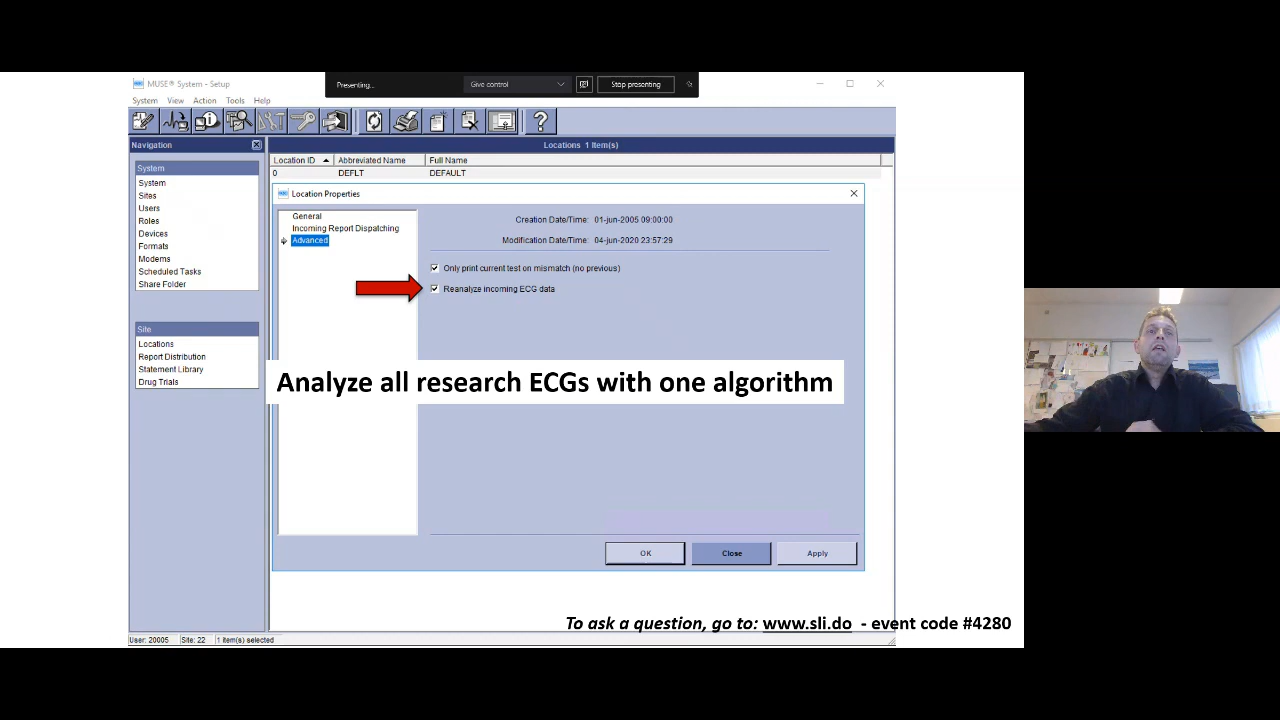 MUSE® System - Setup
Presenting...
Give control
Stop presenting
System View Action Tools Help
Navigation
Locations 1 Item(s)
System
System
Sites
Users
Roles
Devices
Formats
Modems
Scheduled Tasks
Share Folder
Site
Locations
Report Distribution
Statement Library
Drug Trials
Location ID Abbreviated Name Full Name
0 DEFLT DEFAULT
Location Properties
General
Incoming Report Dispatching
Advanced
Creation Date/Time: 01-jun-2005 09:00:00
Modification Date/Time: 04-jun-2020 23:57:29
Only print current test on mismatch (no previous)
Reanalyze incoming ECG data
Analyze all research ECGs with one algorithm
OK Close Apply
To ask a question, go to: www.sli.do - event code #4280
User: 20005 Site: 22 1 item(s) selected